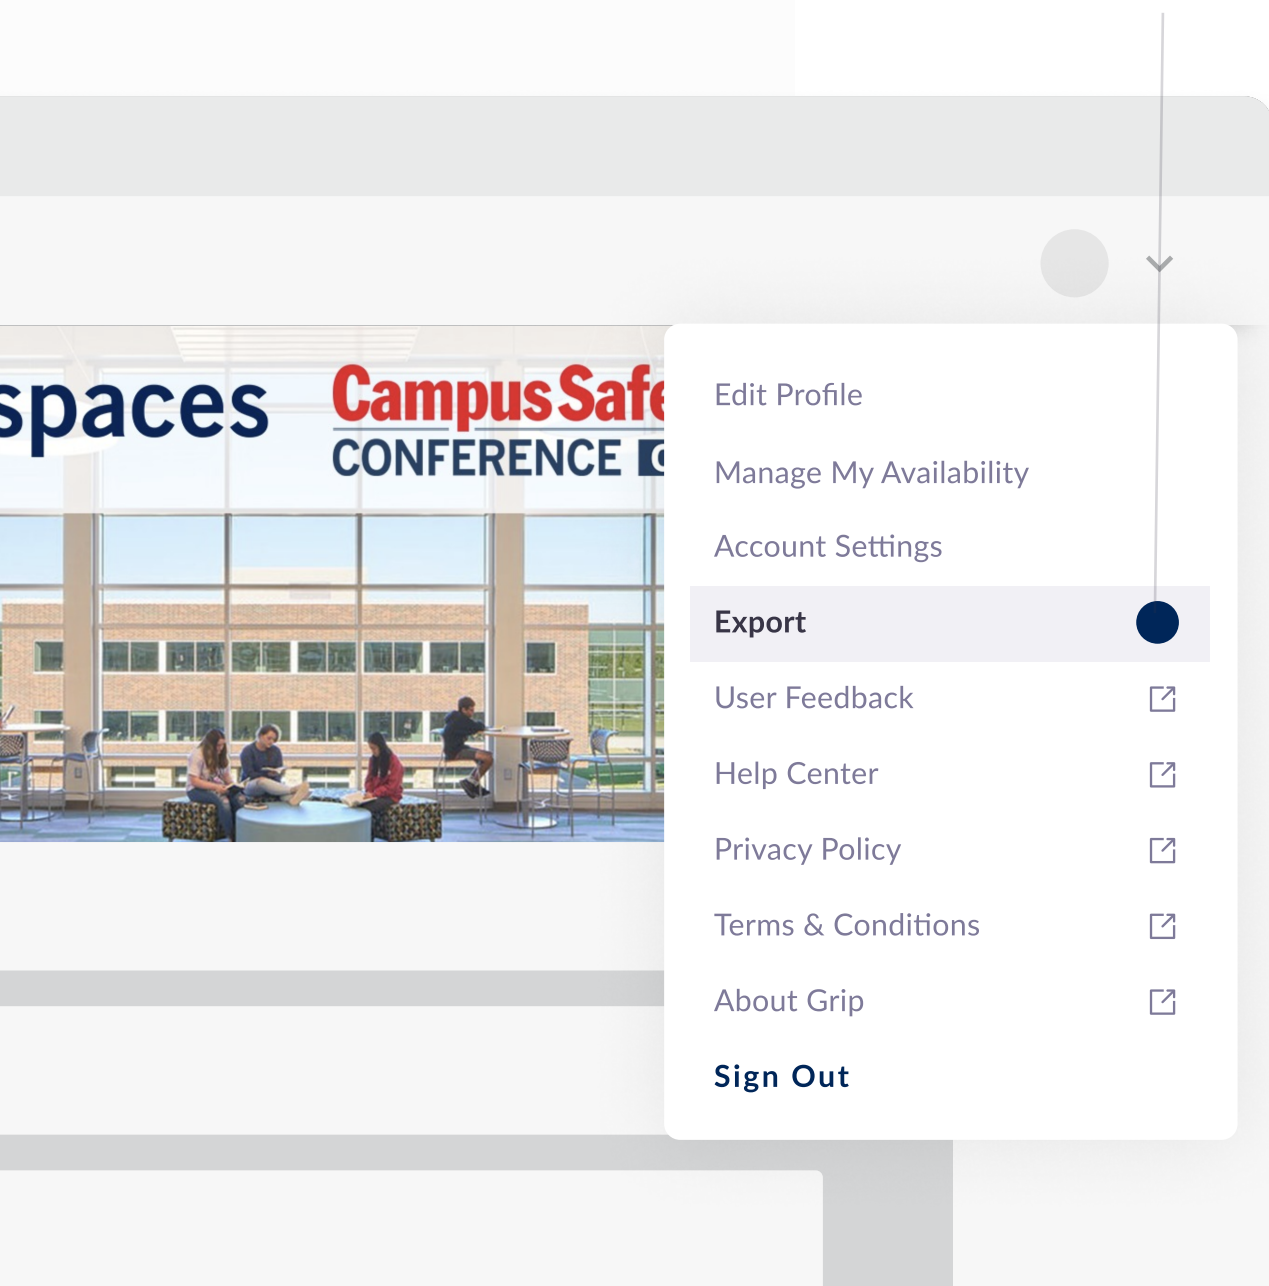 spaces
Campus Safe
CONFERENCE
Edit Profile
Manage My Availability
Account Settings
Export
User Feedback
Help Center
Privacy Policy
Terms & Conditions
About Grip
Sign Out